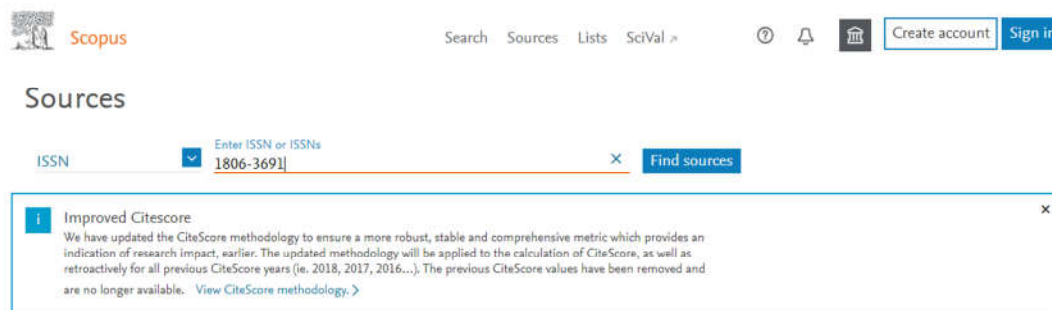 Scopus
Search Sources Lists SciVal
Create account
Sign in
Sources
Enter ISSN or ISSNs
ISSN
1806-3691
Find sources
Improved Citescore
We have updated the CiteScore methodology to ensure a more robust, stable and comprehensive metric which provides an
indication of research impact, earlier. The updated methodology will be applied to the calculation of CiteScore, as well as
retroactively for all previous CiteScore years (ie. 2018, 2017, 2016...). The previous CiteScore values have been removed and
are no longer available. View CiteScore methodology.